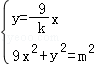 y=-9/k x
9x²+y²=m²